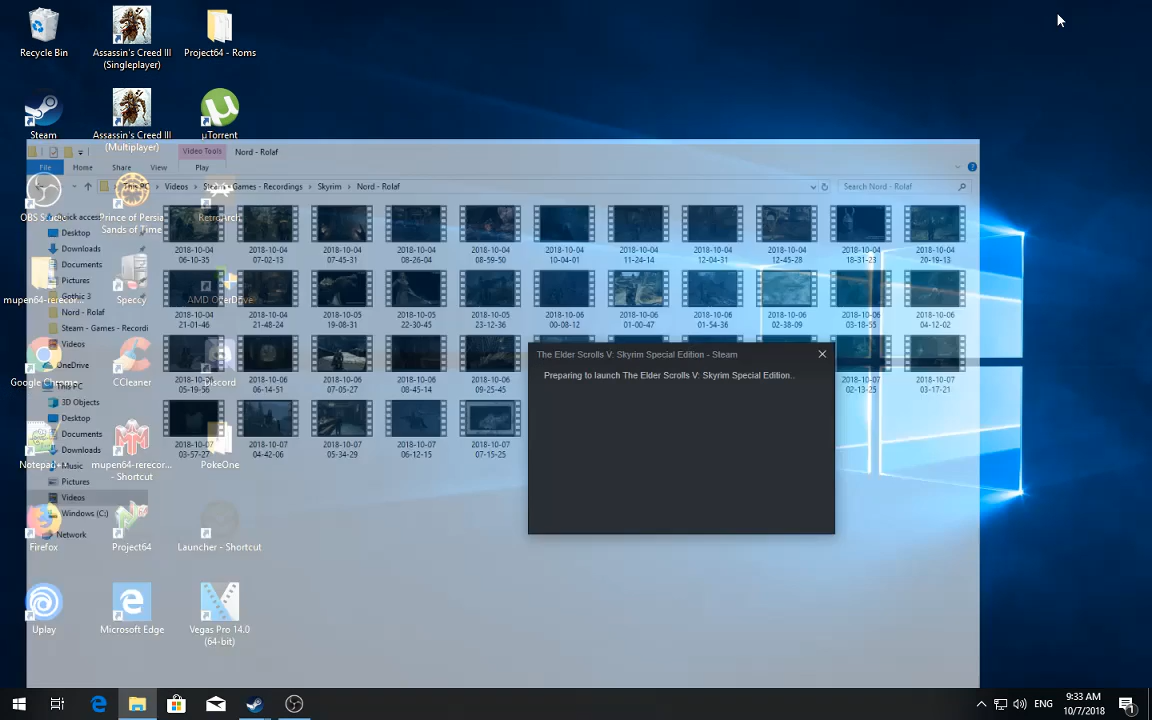 Recycle Bin
Assassin's Creed III
(Singleplayer)
Project64 - Roms
Steam
Assassin's Creed III
(Multiplayer)
µTorrent
Video Tools
Nord - Rolaf
File
Home
Share
View
Play
This PC
Videos
Steam - Games - Recordings
Skyrim
Nord - Rolaf
Search Nord - Rolaf
OBS Studio
Prince of Persia
Sands of Time
RetroArch
Quick access
Desktop
Downloads
Documents
Pictures
Gothic 3
Nord - Rolaf
Steam - Games - Recordi
Videos
OneDrive
This PC
3D Objects
Desktop
Documents
Downloads
Music
Pictures
Videos
Windows (C:)
Network
mupen64-rerecor...
Speccy
AMD OverDrive
Google Chrome
CCleaner
Discord
Notepad++
mupen64-rerecor...
- Shortcut
PokeOne
Firefox
Project64
Launcher - Shortcut
Uplay
Microsoft Edge
Vegas Pro 14.0
(64-bit)
2018-10-04 06-10-35
2018-10-04 07-02-13
2018-10-04 07-45-31
2018-10-04 08-26-04
2018-10-04 08-59-50
2018-10-04 10-04-01
2018-10-04 11-24-14
2018-10-04 12-04-31
2018-10-04 12-45-28
2018-10-04 18-31-23
2018-10-04 20-19-13
2018-10-04 21-01-46
2018-10-04 21-48-24
2018-10-05 19-08-31
2018-10-05 22-30-45
2018-10-05 23-12-36
2018-10-06 00-08-12
2018-10-06 01-00-47
2018-10-06 01-54-36
2018-10-06 02-38-09
2018-10-06 03-18-55
2018-10-06 04-12-02
2018-10-06 05-19-56
2018-10-06 06-14-51
2018-10-06 07-05-27
2018-10-06 08-45-14
2018-10-06 09-25-45
2018-10-07 02-13-25
2018-10-07 03-17-21
2018-10-07 03-57-27
2018-10-07 04-42-06
2018-10-07 05-34-29
2018-10-07 06-12-15
2018-10-07 07-15-25
The Elder Scrolls V: Skyrim Special Edition - Steam
Preparing to launch The Elder Scrolls V: Skyrim Special Edition..
ENG
9:33 AM
10/7/2018
1